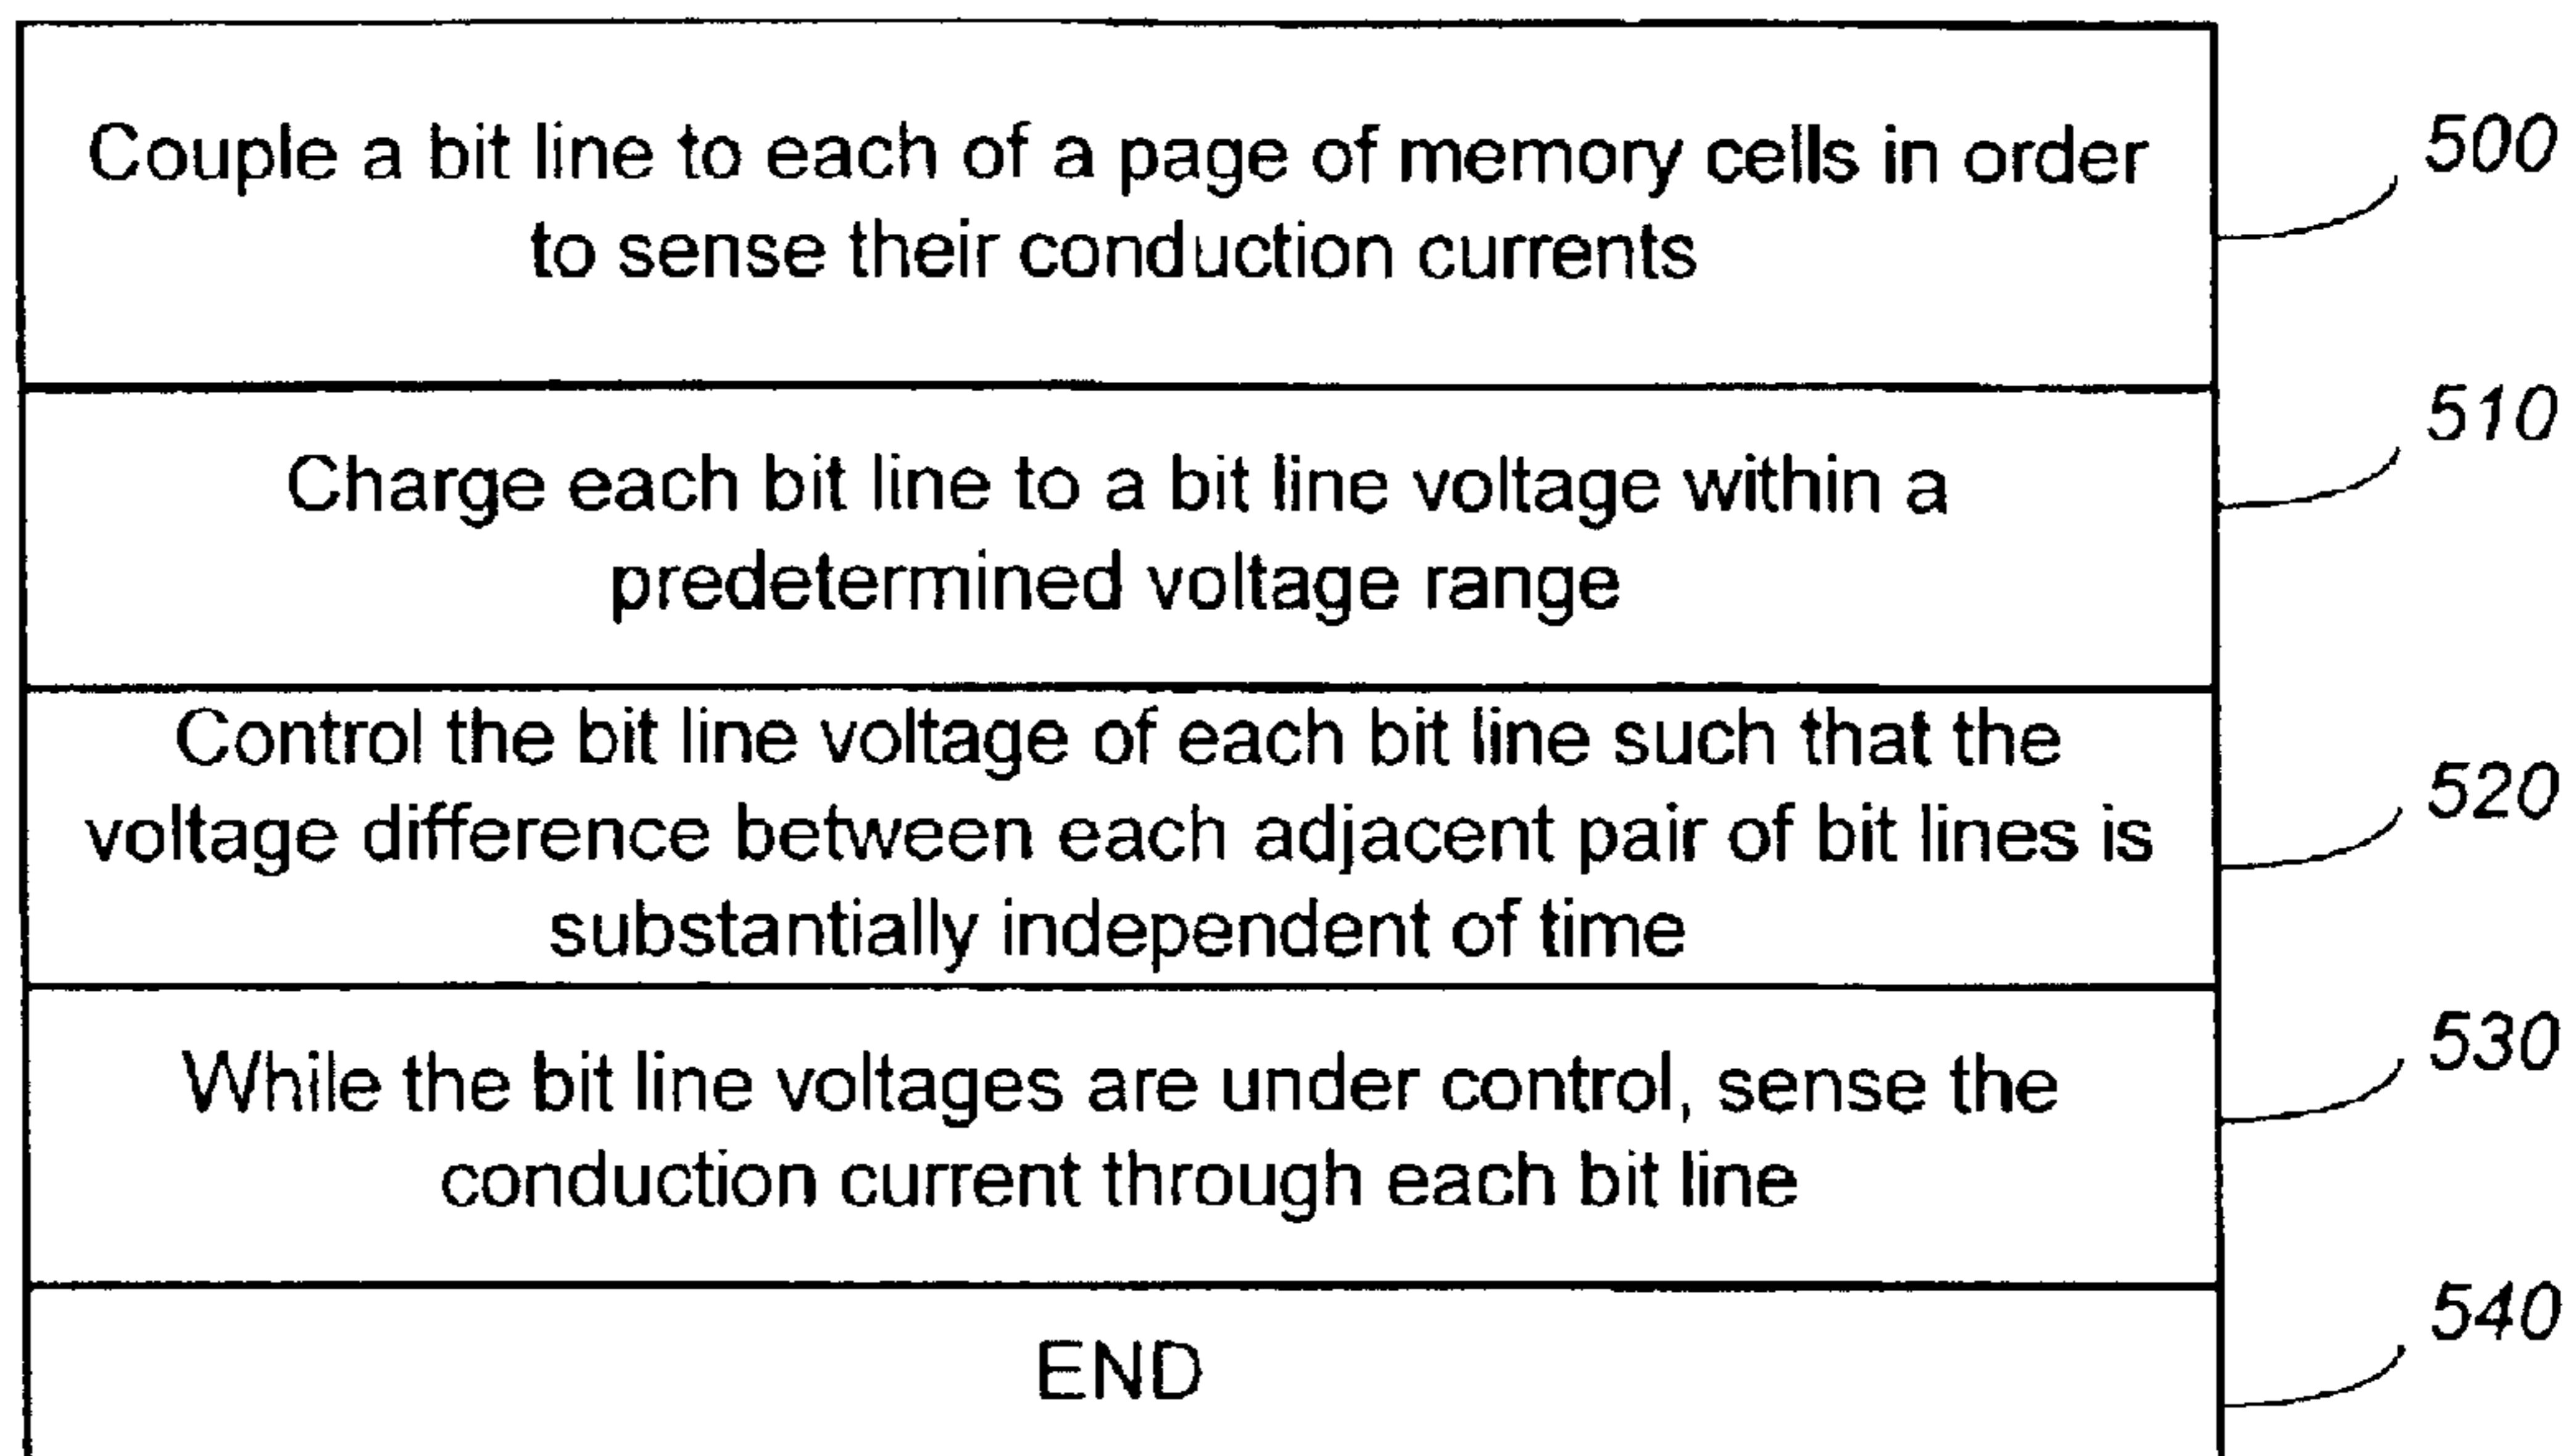 Couple a bit line to each of a page of memory cells in order
to sense their conduction currents
500
Charge each bit line to a bit line voltage within a
predetermined voltage range
510
Control the bit line voltage of each bit line such that the
voltage difference between each adjacent pair of bit lines is
substantially independent of time
520
While the bit line voltages are under control, sense the
conduction current through each bit line
530
END
540